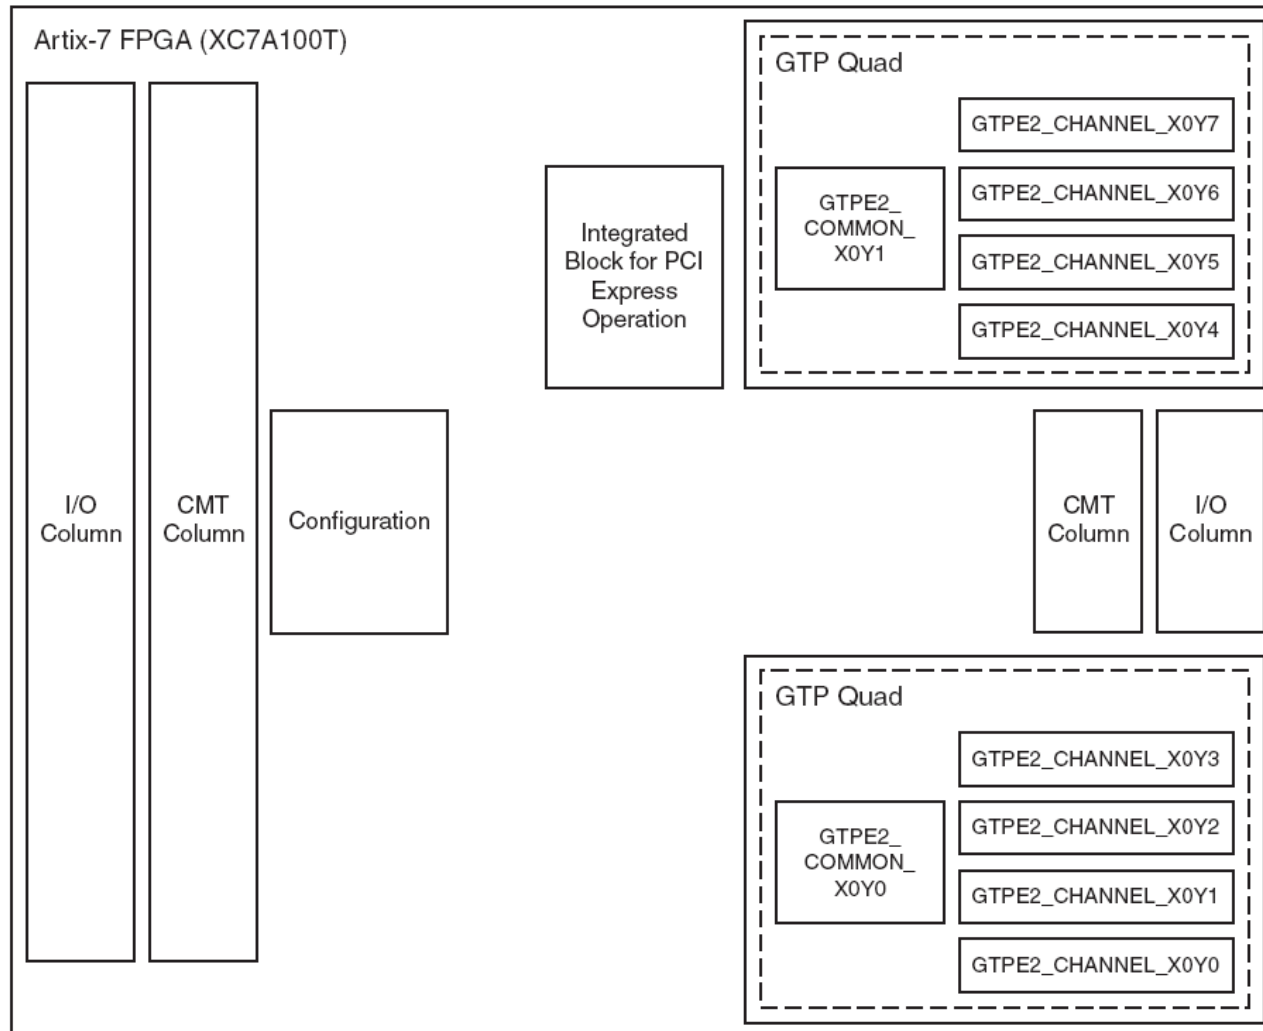 Artix-7 FPGA (XC7A100T)
GTP Quad
GTPE2_CHANNEL_X0Y7
GTPE2_
COMMON_
X0Y1
GTPE2_CHANNEL_X0Y6
GTPE2_CHANNEL_X0Y5
GTPE2_CHANNEL_X0Y4
Integrated
Block for PCI
Express
Operation
I/O
Column
CMT
Column
Configuration
CMT
Column
I/O
Column
GTP Quad
GTPE2_CHANNEL_X0Y3
GTPE2_
COMMON_
X0Y0
GTPE2_CHANNEL_X0Y2
GTPE2_CHANNEL_X0Y1
GTPE2_CHANNEL_X0Y0